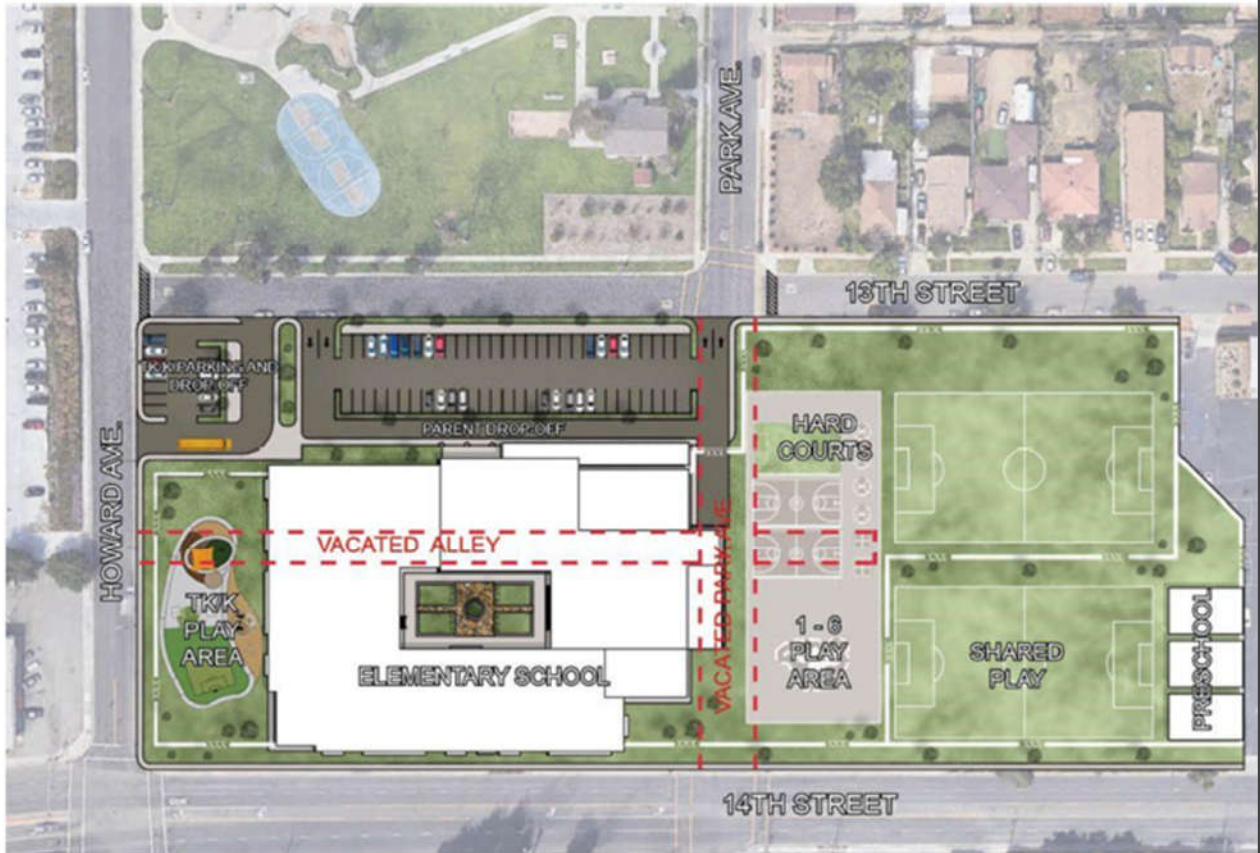 PARK AVE.
13TH STREET
TK/K PARKING AND
DROP-OFF
PARENT DROP-OFF
HARD
COURTS
HOWARD AVE.
VACATED ALLEY
VACATED PARK AVE
TK/K
PLAY
AREA
ELEMENTARY SCHOOL
1 - 6
PLAY
AREA
SHARED
PLAY
PRESCHOOL
14TH STREET